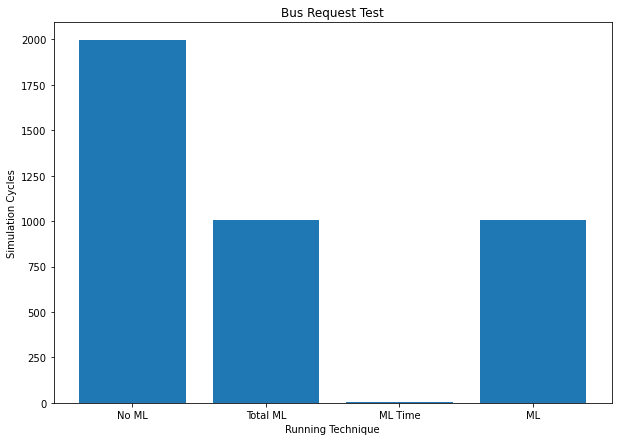 Bus Request Test
2000
1750
1500
1250
1000
750
500
250
0
Simulation Cycles
No ML Total ML ML Time ML
Running Technique